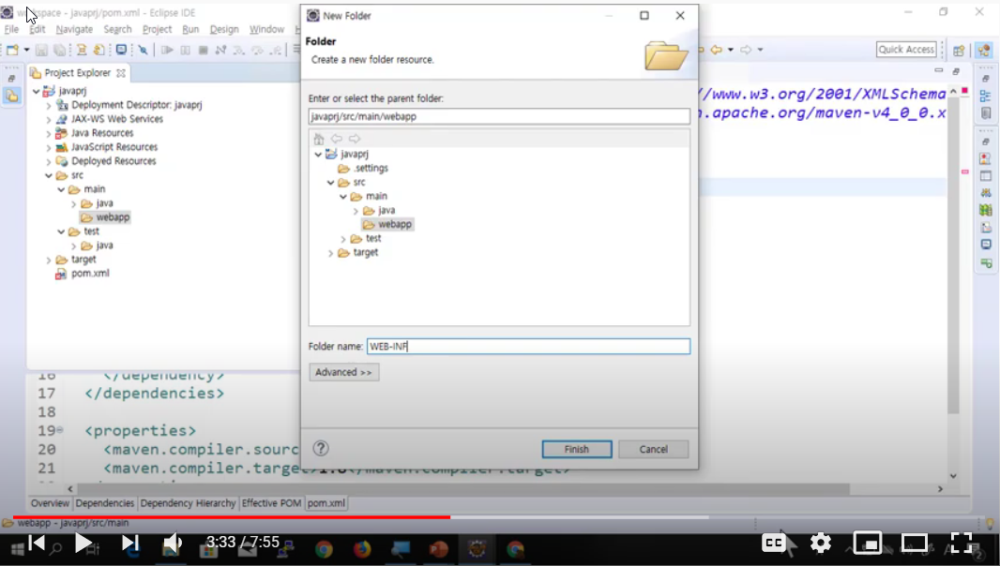 workspace - javaprj/pom.xml - Eclipse IDE
File Edit Navigate Search Project Run Design Window
Quick Access
Project Explorer
javaprj
Deployment Descriptor: javaprj
JAX-WS Web Services
Java Resources
JavaScript Resources
Deployed Resources
src
main
java
webapp
test
java
target
pom.xml
New Folder
Folder
Create a new folder resource.
Enter or select the parent folder:
javaprj/src/main/webapp
javaprj
.settings
src
main
java
webapp
test
target
Folder name: WEB-INF
Advanced >>
Finish
Cancel
//www.w3.org/2001/XMLSchema
.apache.org/maven-v4_0_0.x
16 </dependency>
17 </dependencies>
18
19 <properties>
20 <maven.compiler.sourc
21 <maven.compiler.target>1.8</maven.compiler.target>
Overview Dependencies Dependency Hierarchy Effective POM pom.xml
webapp - javaprj/src/main
3:33 / 7:55
CC